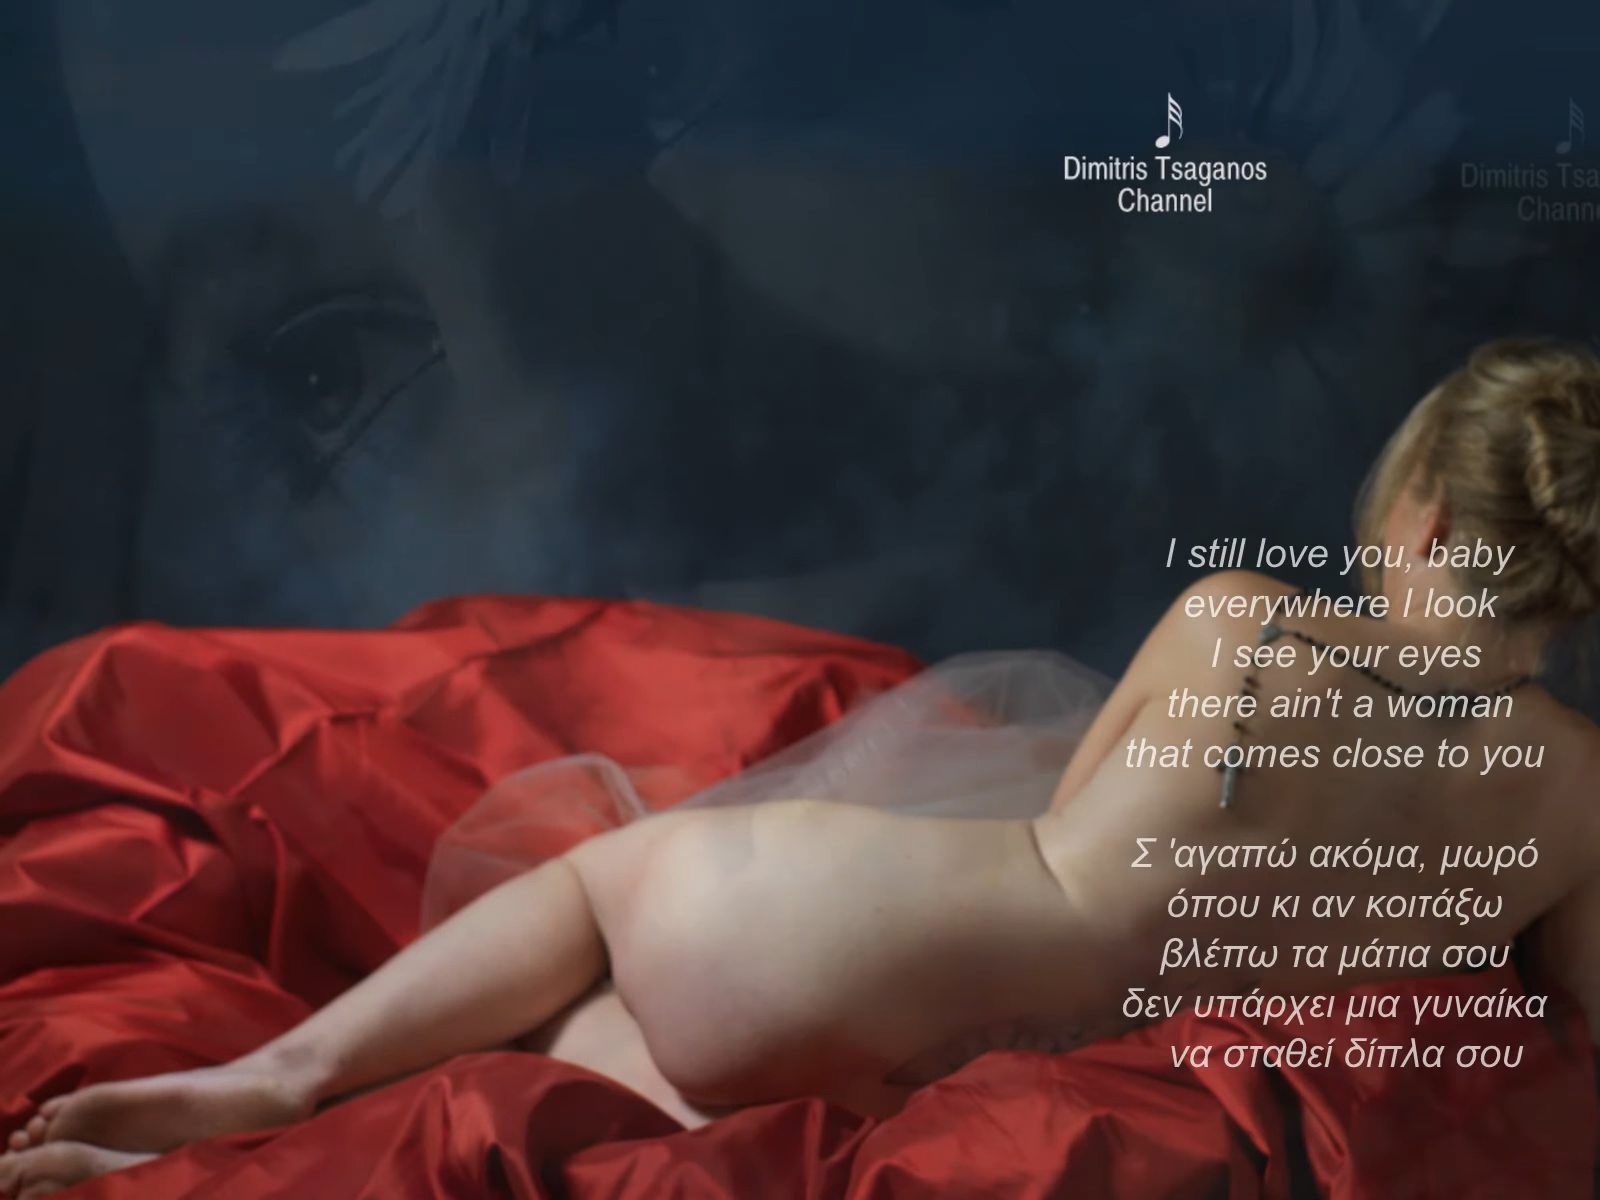 Dimitris Tsaganos
Channel
Dimitris Tsa
Channe
I still love you, baby
everywhere I look
I see your eyes
there ain't a woman
that comes close to you
Σ 'αγαπώ ακόμα, μωρό
όπου κι αν κοιτάξω
βλέπω τα μάτια σου
δεν υπάρχει μια γυναίκα
να σταθεί δίπλα σου